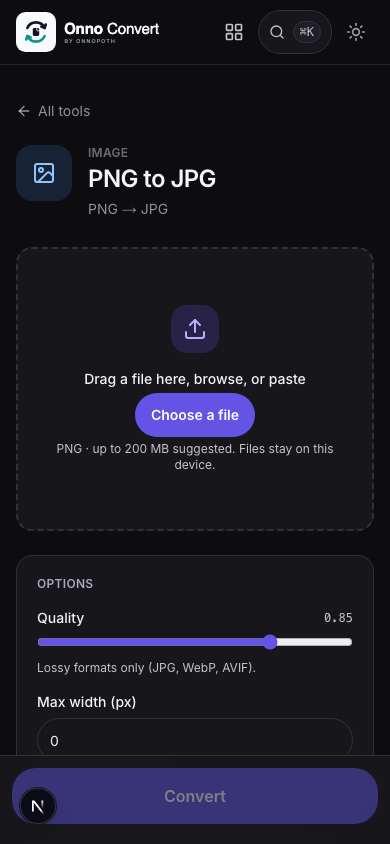 Onno Convert
BY ONNOPOTH
⌘K
← All tools
IMAGE
PNG to JPG
PNG → JPG
Drag a file here, browse, or paste
Choose a file
PNG · up to 200 MB suggested. Files stay on this
device.
OPTIONS
Quality 0.85
Lossy formats only (JPG, WebP, AVIF).
Max width (px)
0
Convert
N